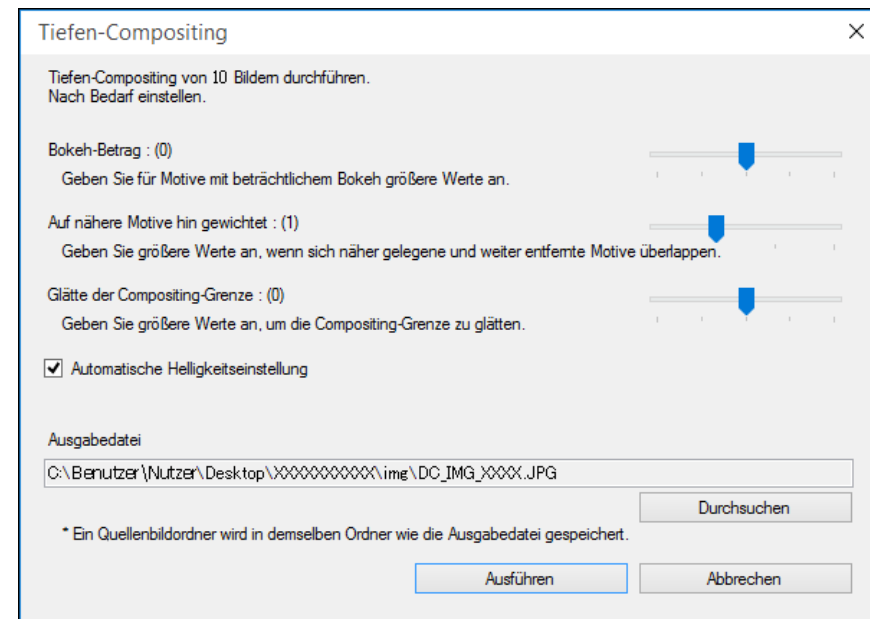 Tiefen-Compositing
Tiefen-Compositing von 10 Bildern durchführen.
Nach Bedarf einstellen.
Bokeh-Betrag : (0)
Geben Sie für Motive mit beträchtlichem Bokeh größere Werte an.
Auf nähere Motive hin gewichtet : (1)
Geben Sie größere Werte an, wenn sich näher gelegene und weiter entfernte Motive überlappen.
Glätte der Compositing-Grenze : (0)
Geben Sie größere Werte an, um die Compositing-Grenze zu glätten.
Automatische Helligkeitseinstellung
Ausgabedatei
C:\Benutzer\Nutzer\Desktop\XXXXXXXXXX\img\DC_IMG_XXXX.JPG
Durchsuchen
* Ein Quellenbildordner wird in demselben Ordner wie die Ausgabedatei gespeichert.
Ausführen
Abbrechen